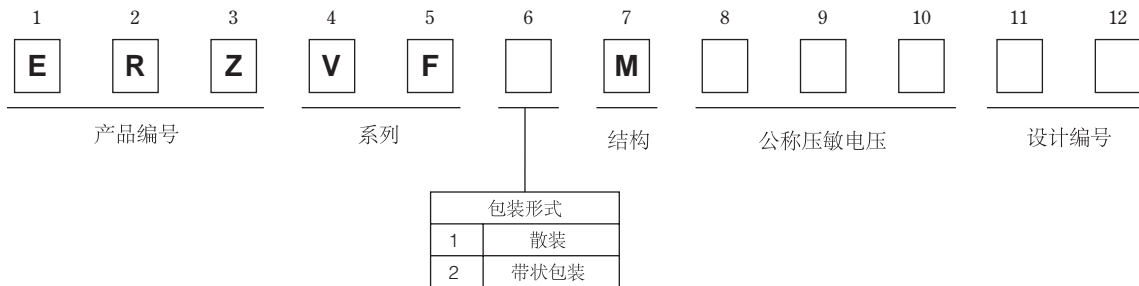 1 2 3 4 5 6 7 8 9 10 11 12
E R Z V F M
产品编号 系列 结构 公称压敏电压 设计编号
包装形式
1 散装
2 带状包装